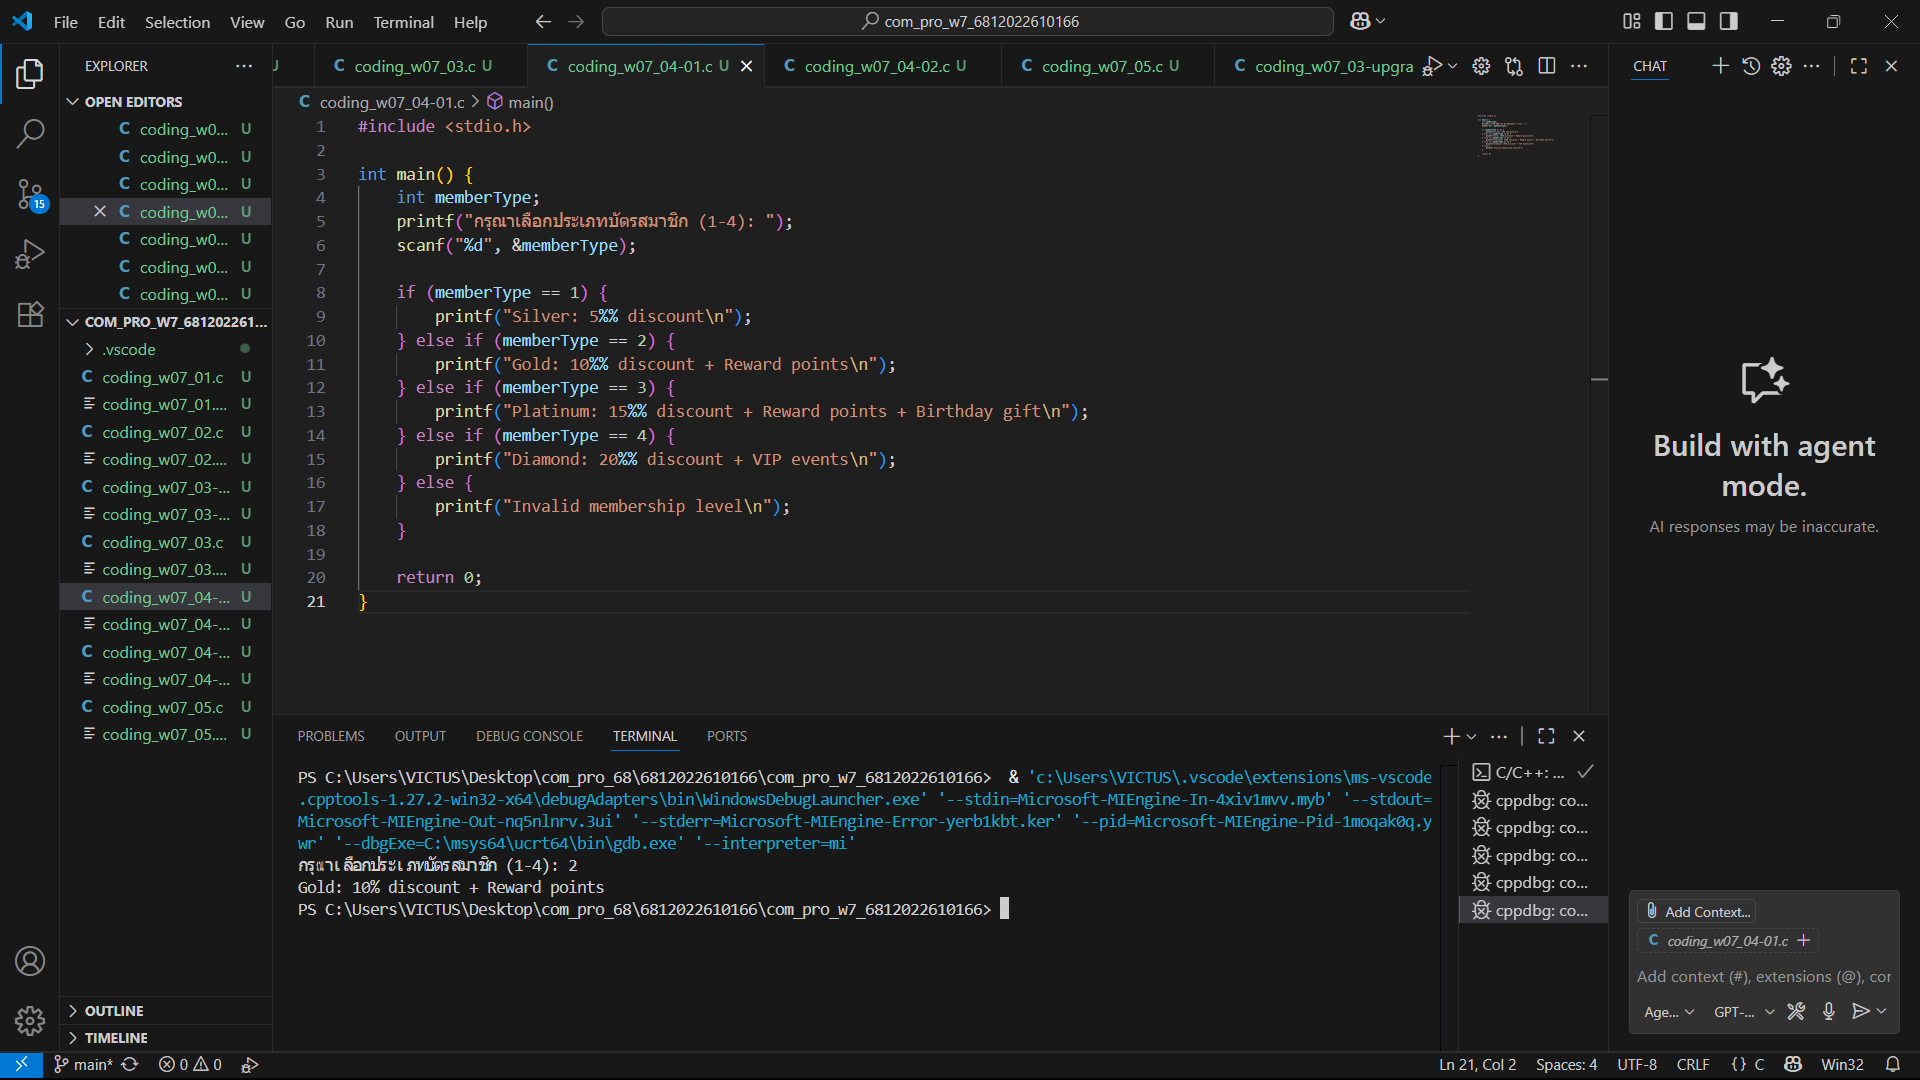 File Edit Selection View Go Run Terminal Help
com_pro_w7_6812022610166
EXPLORER
OPEN EDITORS
coding_w0... U
coding_w0... U
coding_w0... U
coding_w0... U
coding_w0... U
coding_w0... U
coding_w0... U
COM_PRO_W7_681202261...
.vscode
coding_w07_01.c U
coding_w07_01.... U
coding_w07_02.c U
coding_w07_02.... U
coding_w07_03-... U
coding_w07_03-... U
coding_w07_03.c U
coding_w07_03.... U
coding_w07_04-... U
coding_w07_04-... U
coding_w07_04-... U
coding_w07_04-... U
coding_w07_05.c U
coding_w07_05.... U
OUTLINE
TIMELINE
15
U C coding_w07_03.c U C coding_w07_04-01.c U C coding_w07_04-02.c U C coding_w07_05.c U C coding_w07_03-upgra
C coding_w07_04-01.c > main()
1 #include <stdio.h>
2
3 int main() {
4 int memberType;
5 printf("กรุณาเลือกประเภทบัตรสมาชิก (1-4): ");
6 scanf("%d", &memberType);
7
8 if (memberType == 1) {
9 printf("Silver: 5%% discount\n");
10 } else if (memberType == 2) {
11 printf("Gold: 10%% discount + Reward points\n");
12 } else if (memberType == 3) {
13 printf("Platinum: 15%% discount + Reward points + Birthday gift\n");
14 } else if (memberType == 4) {
15 printf("Diamond: 20%% discount + VIP events\n");
16 } else {
17 printf("Invalid membership level\n");
18 }
19
20 return 0;
21 }
PROBLEMS OUTPUT DEBUG CONSOLE TERMINAL PORTS
PS C:\Users\VICTUS\Desktop\com_pro_68\6812022610166\com_pro_w7_6812022610166> & 'c:\Users\VICTUS\.vscode\extensions\ms-vscode
.cpptools-1.27.2-win32-x64\debugAdapters\bin\WindowsDebugLauncher.exe' '--stdin=Microsoft-MIEngine-In-4xiv1mvv.myb' '--stdout=
Microsoft-MIEngine-Out-nq5nlnrv.3ui' '--stderr=Microsoft-MIEngine-Error-yerb1kbt.ker' '--pid=Microsoft-MIEngine-Pid-1moqak0q.y
wr' '--dbgExe=C:\msys64\ucrt64\bin\gdb.exe' '--interpreter=mi'
กรุณาเลือกประเภทบัตรสมาชิก (1-4): 2
Gold: 10% discount + Reward points
PS C:\Users\VICTUS\Desktop\com_pro_68\6812022610166\com_pro_w7_6812022610166>
C/C++: ...
cppdbg: co...
cppdbg: co...
cppdbg: co...
cppdbg: co...
cppdbg: co...
CHAT
Build with agent
mode.
AI responses may be inaccurate.
Add Context...
C coding_w07_04-01.c
Add context (#), extensions (@), cor
Age... GPT-...
main* 0 0
Ln 21, Col 2 Spaces: 4 UTF-8 CRLF {} C Win32